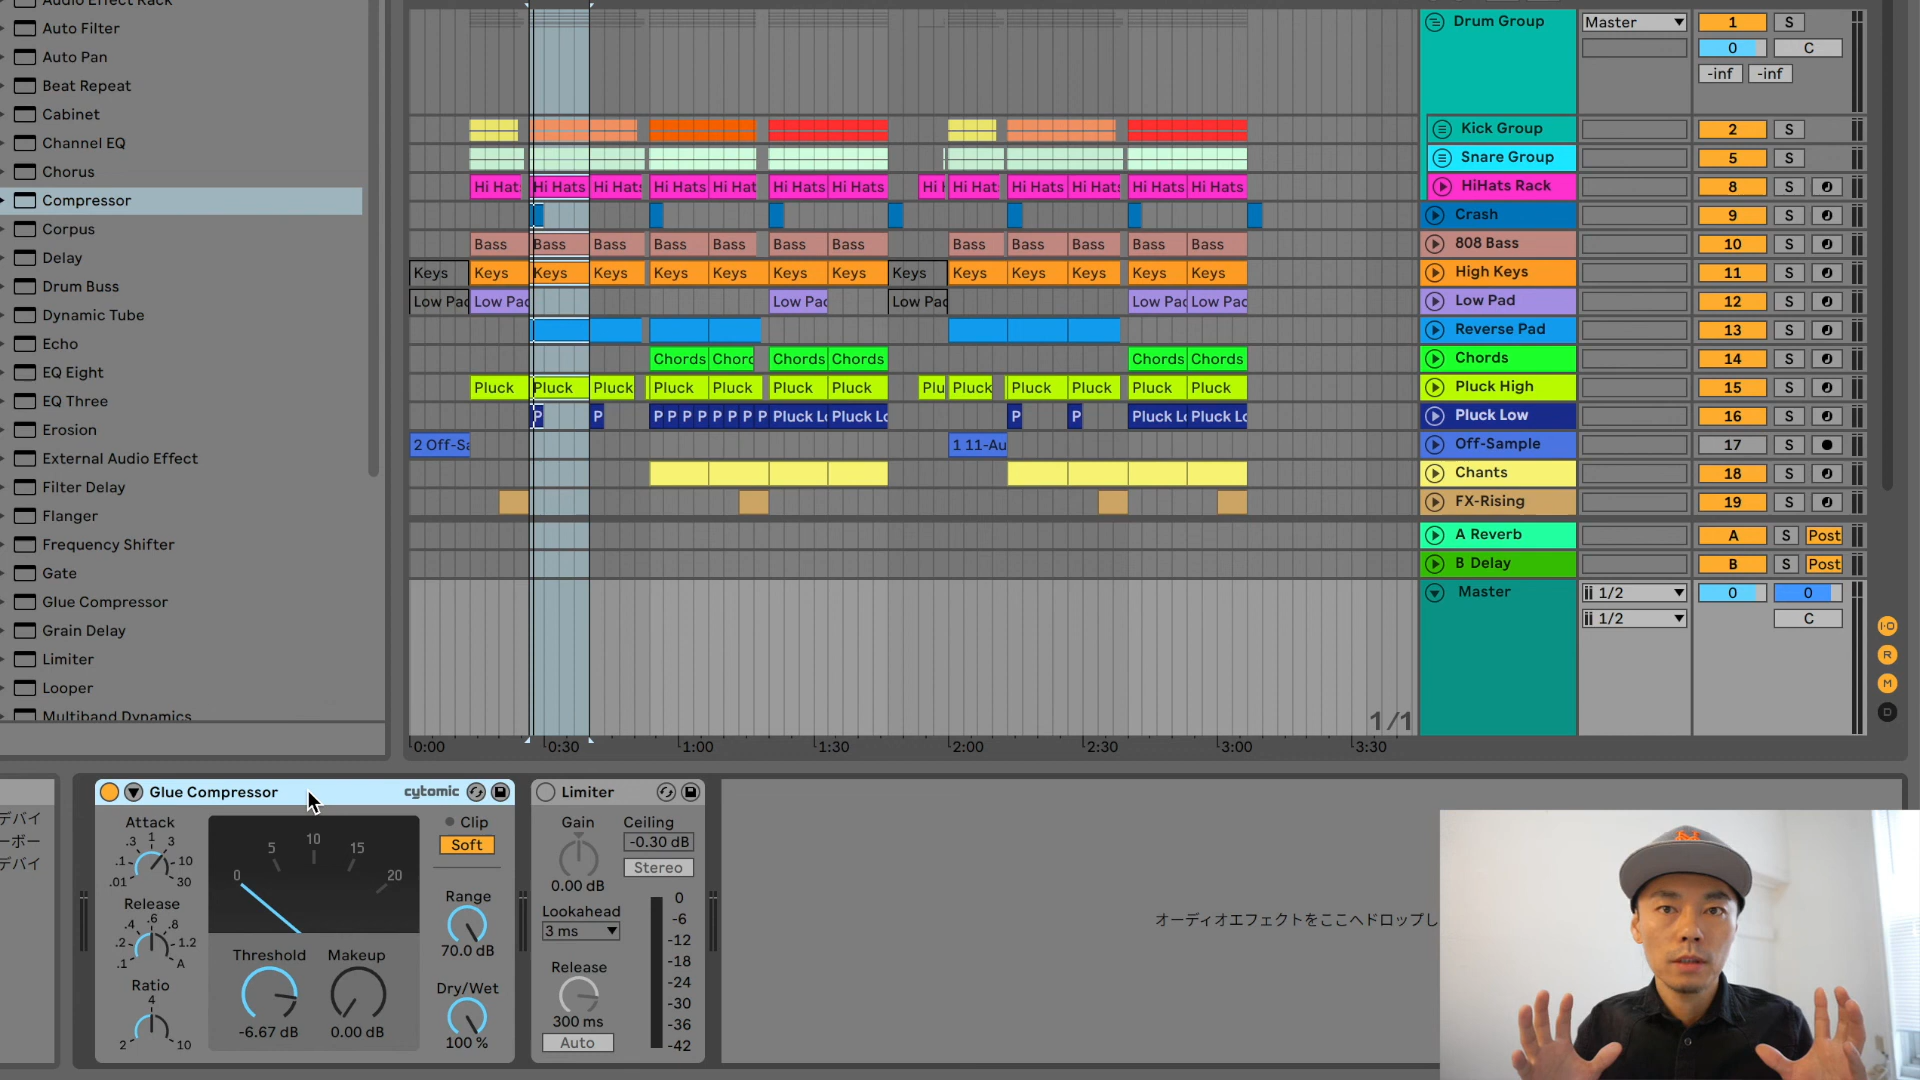 Audio Effect Rack
Auto Filter
Auto Pan
Beat Repeat
Cabinet
Channel EQ
Chorus
Compressor
Corpus
Delay
Drum Buss
Dynamic Tube
Echo
EQ Eight
EQ Three
Erosion
External Audio Effect
Filter Delay
Flanger
Frequency Shifter
Gate
Glue Compressor
Grain Delay
Limiter
Looper
Multiband Dynamics
Drum Group Master 1 S
0 C
-inf -inf
Kick Group 2 S
Snare Group 5 S
Hi Hats Hi Hats Hi Hats Hi Hats Hi Hat Hi Hats Hi Hats Hi H Hi Hats Hi Hats Hi Hats Hi Hats Hi Hats HiHats Rack 8 S
Crash 9 S
Bass Bass Bass Bass Bass Bass Bass Bass Bass Bass Bass Bass 808 Bass 10 S
Keys Keys Keys Keys Keys Keys Keys Keys Keys Keys Keys Keys Keys Keys High Keys 11 S
Low Pad Low Pad Low Pad Low Pad Low Pad Low Pad Low Pad 12 S
Reverse Pad 13 S
Chords Chord Chords Chords Chords Chords Chords 14 S
Pluck Pluck Pluck Pluck Pluck Pluck Pluck Plu Pluck Pluck Pluck Pluck Pluck Pluck High 15 S
P P P P P P P P P P Pluck Lo Pluck Lo P P Pluck Lo Pluck Lo Pluck Low 16 S
2 Off-Sa 1 11-Au Off-Sample 17 S
Chants 18 S
FX-Rising 19 S
A Reverb A S Post
B Delay B S Post
Master 1/2 0 0
1/2 C
I·O
R
M
D
1/1
0:00 0:30 1:00 1:30 2:00 2:30 3:00 3:30
デバイ
ーボー
デバイ
Glue Compressor cytomic
Attack
.01 .1 .3 1 3 10 30
Release
.1 .2 .4 .6 .8 1.2 A
Ratio
2 4 10
0 5 10 15 20
Threshold Makeup
-6.67 dB 0.00 dB
Clip
Soft
Range
70.0 dB
Dry/Wet
100 %
Limiter
Gain Ceiling
-0.30 dB
Stereo
0.00 dB
Lookahead
3 ms
Release
300 ms
Auto
0
-6
-12
-18
-24
-30
-36
-42
オーディオエフェクトをここへドロップし